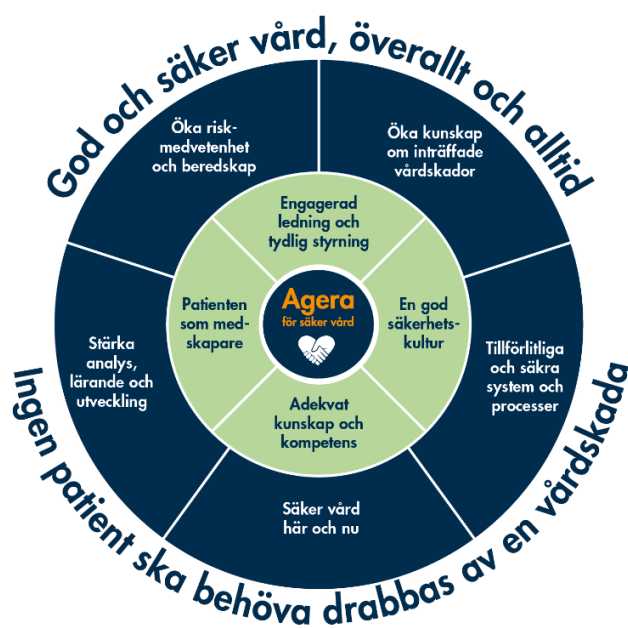 God och säker vård, överallt och alltid
Öka risk-
medvetenhet
och beredskap
Öka kunskap
om inträffade
vårdskador
Engagerad
ledning och
tydlig styrning
Patienten
som med-
skapare
Agera
för säker vård
En god
säkerhets-
kultur
Stärka
analys,
lärande och
utveckling
Tillförlitliga
och säkra
system och
processer
Adekvat
kunskap och
kompetens
Säker vård
här och nu
Ingen patient ska behöva drabbas av en vårdskada